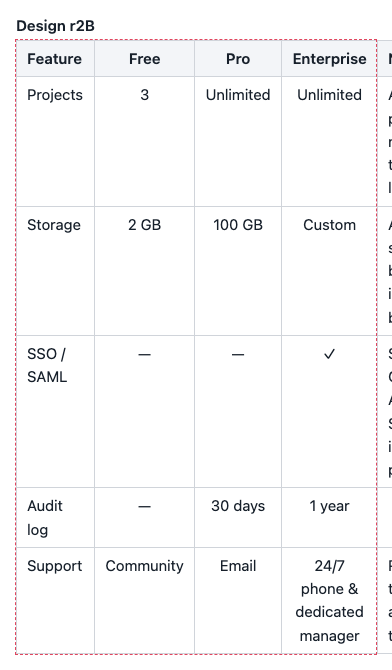 Design r2B
Feature Free Pro Enterprise
Projects 3 Unlimited Unlimited
Storage 2 GB 100 GB Custom
SSO / — — ✓
SAML
Audit — 30 days 1 year
log
Support Community Email 24/7
phone &
dedicated
manager